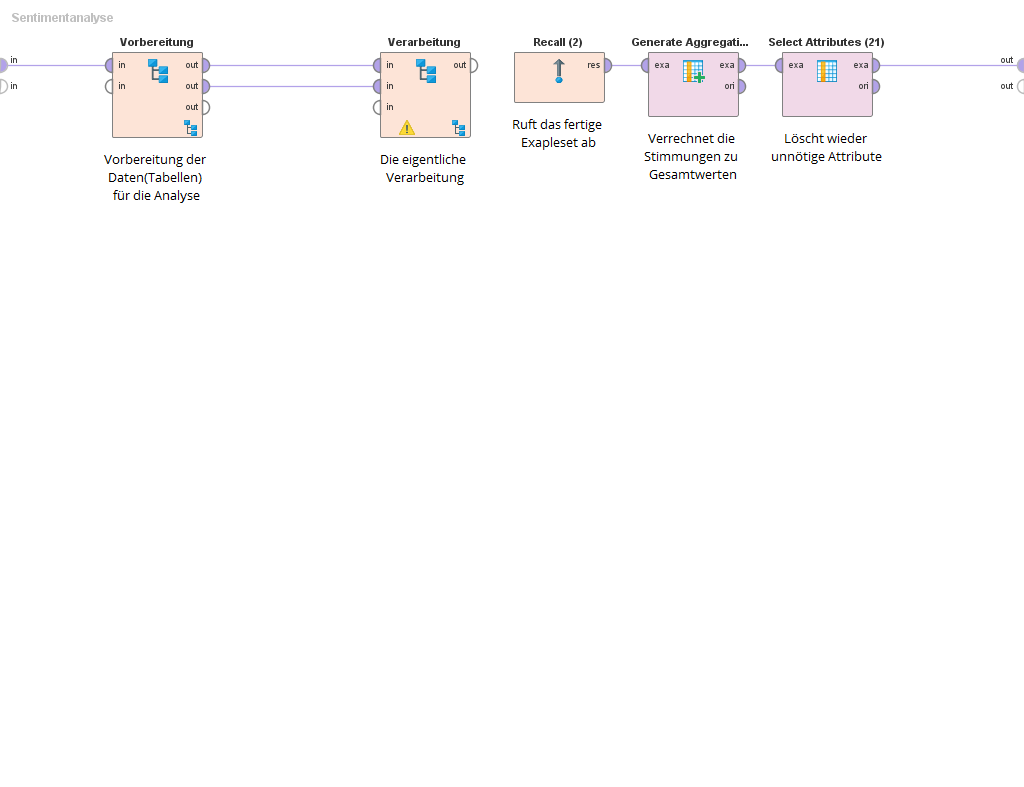 Sentimentanalyse
Vorbereitung
Verarbeitung
Recall (2)
Generate Aggregati...
Select Attributes (21)
in
in
in
in
out
out
out
in
in
in
out
res
exa
exa
ori
exa
exa
ori
out
out
Vorbereitung der
Daten(Tabellen)
für die Analyse
Die eigentliche
Verarbeitung
Ruft das fertige
Exapleset ab
Verrechnet die
Stimmungen zu
Gesamtwerten
Löscht wieder
unnötige Attribute